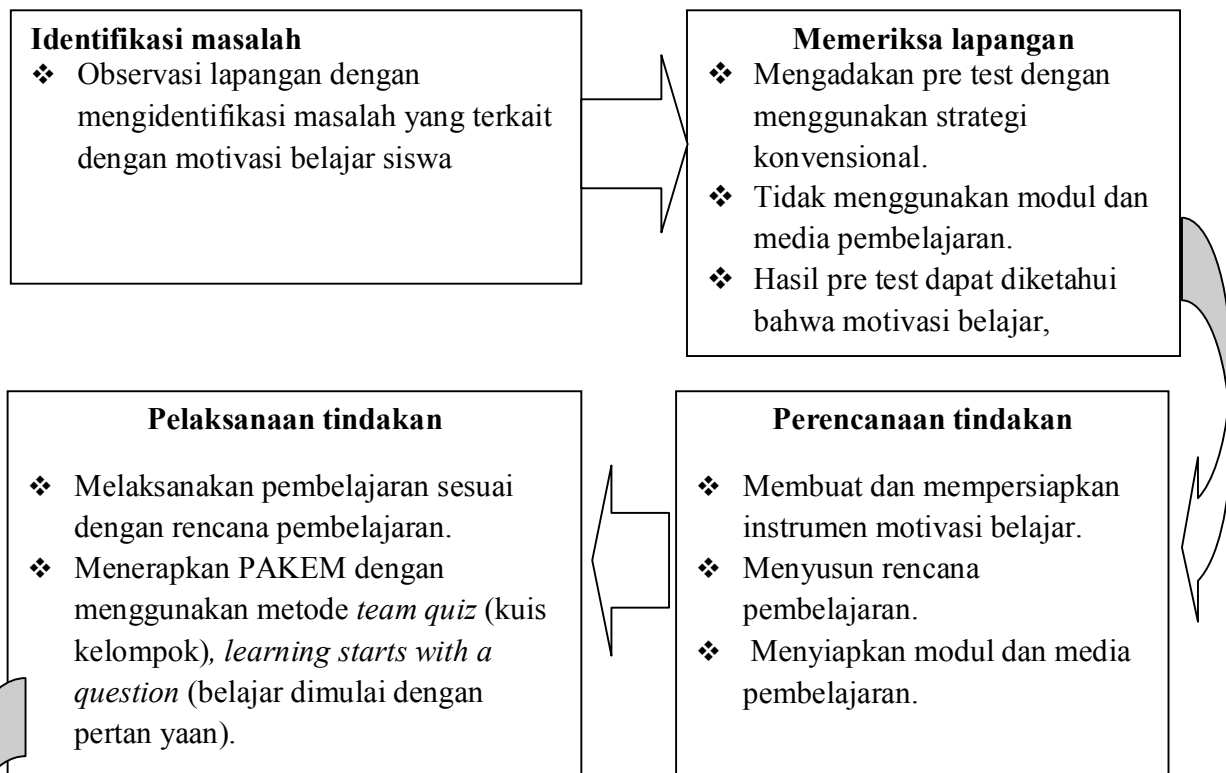 Identifikasi masalah
❖ Observasi lapangan dengan
mengidentifikasi masalah yang terkait
dengan motivasi belajar siswa
Memeriksa lapangan
❖ Mengadakan pre test dengan
menggunakan strategi
konvensional.
❖ Tidak menggunakan modul dan
media pembelajaran.
❖ Hasil pre test dapat diketahui
bahwa motivasi belajar,
Perencanaan tindakan
❖ Membuat dan mempersiapkan
instrumen motivasi belajar.
❖ Menyusun rencana
pembelajaran.
❖ Menyiapkan modul dan media
pembelajaran.
Pelaksanaan tindakan
❖ Melaksanakan pembelajaran sesuai
dengan rencana pembelajaran.
❖ Menerapkan PAKEM dengan
menggunakan metode team quiz (kuis
kelompok), learning starts with a
question (belajar dimulai dengan
pertan yaan).